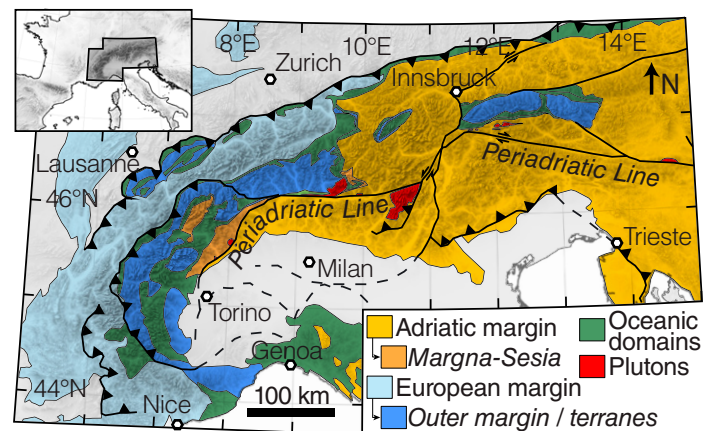 8°E
10°E
12°E
14°E
Zurich
Innsbruck
N
Lausanne
Periadriatic Line
46°N
Periadriatic Line
Trieste
Milan
Torino
Genoa
44°N
Nice
100 km
Adriatic margin
Margna-Sesia
European margin
Outer margin / terranes
Oceanic
domains
Plutons